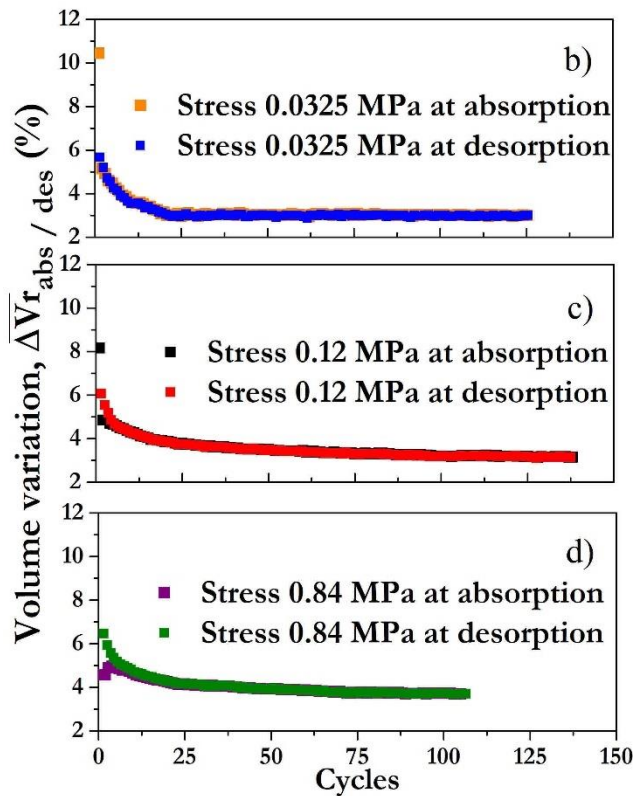 Volume variation, ΔVr abs / des (%)
12
10
8
6
4
2
b)
Stress 0.0325 MPa at absorption
Stress 0.0325 MPa at desorption
12
10
8
6
4
2
c)
Stress 0.12 MPa at absorption
Stress 0.12 MPa at desorption
12
10
8
6
4
2
d)
Stress 0.84 MPa at absorption
Stress 0.84 MPa at desorption
0 25 50 75 100 125 150
Cycles